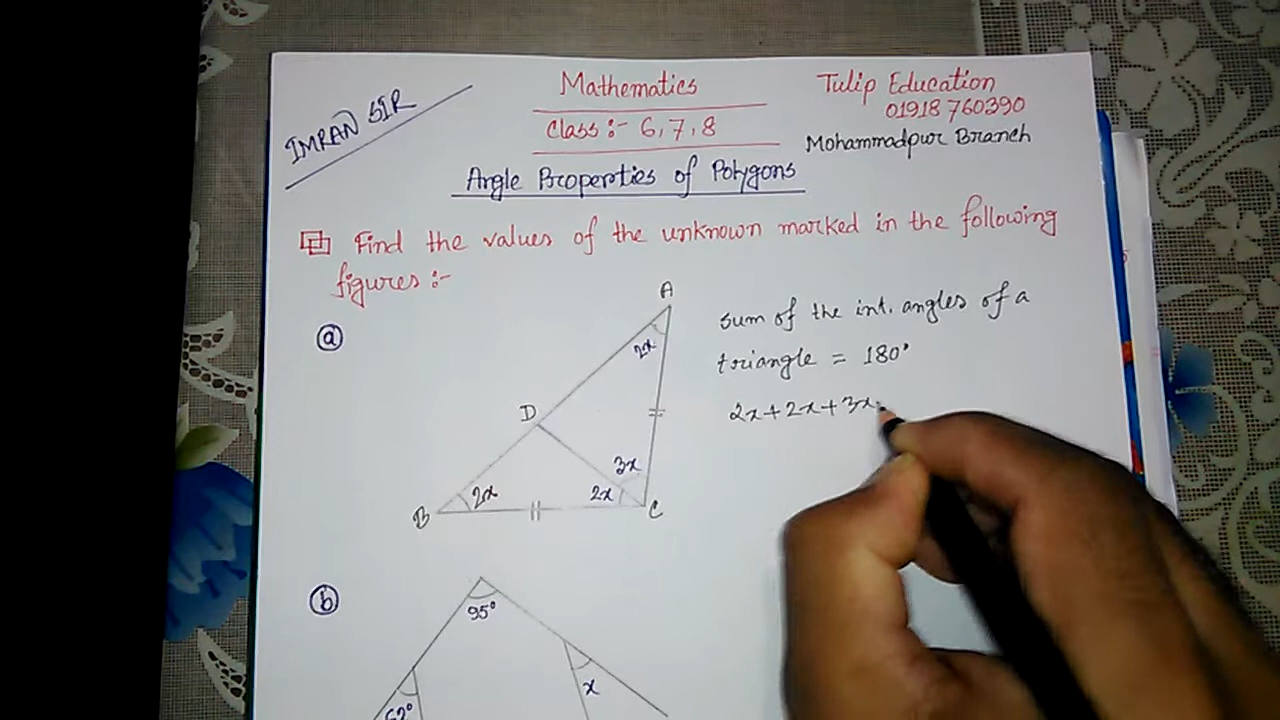 IMRAN SIR
Mathematics
Class :- 6, 7, 8
Tulip Education
01918 760390
Mohammadpur Branch
Angle Properties of Polygons
Find the values of the unknown marked in the following
figures :-
a
A
2x
D
3x
B
2x
2x
C
sum of the int. angles of a
triangle = 180°
2x + 2x + 3x
b
95°
x
62°